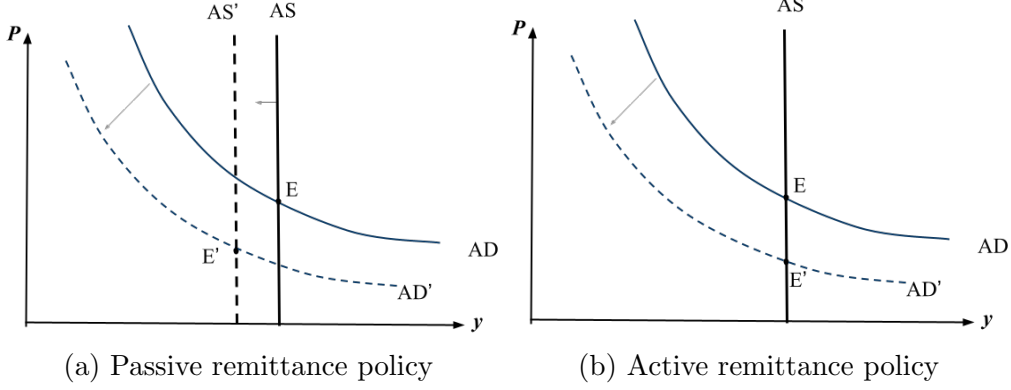 AS' AS
P
E
E'
AD
AD'
y
(a) Passive remittance policy
AS
P
E
E'
AD
AD'
y
(b) Active remittance policy